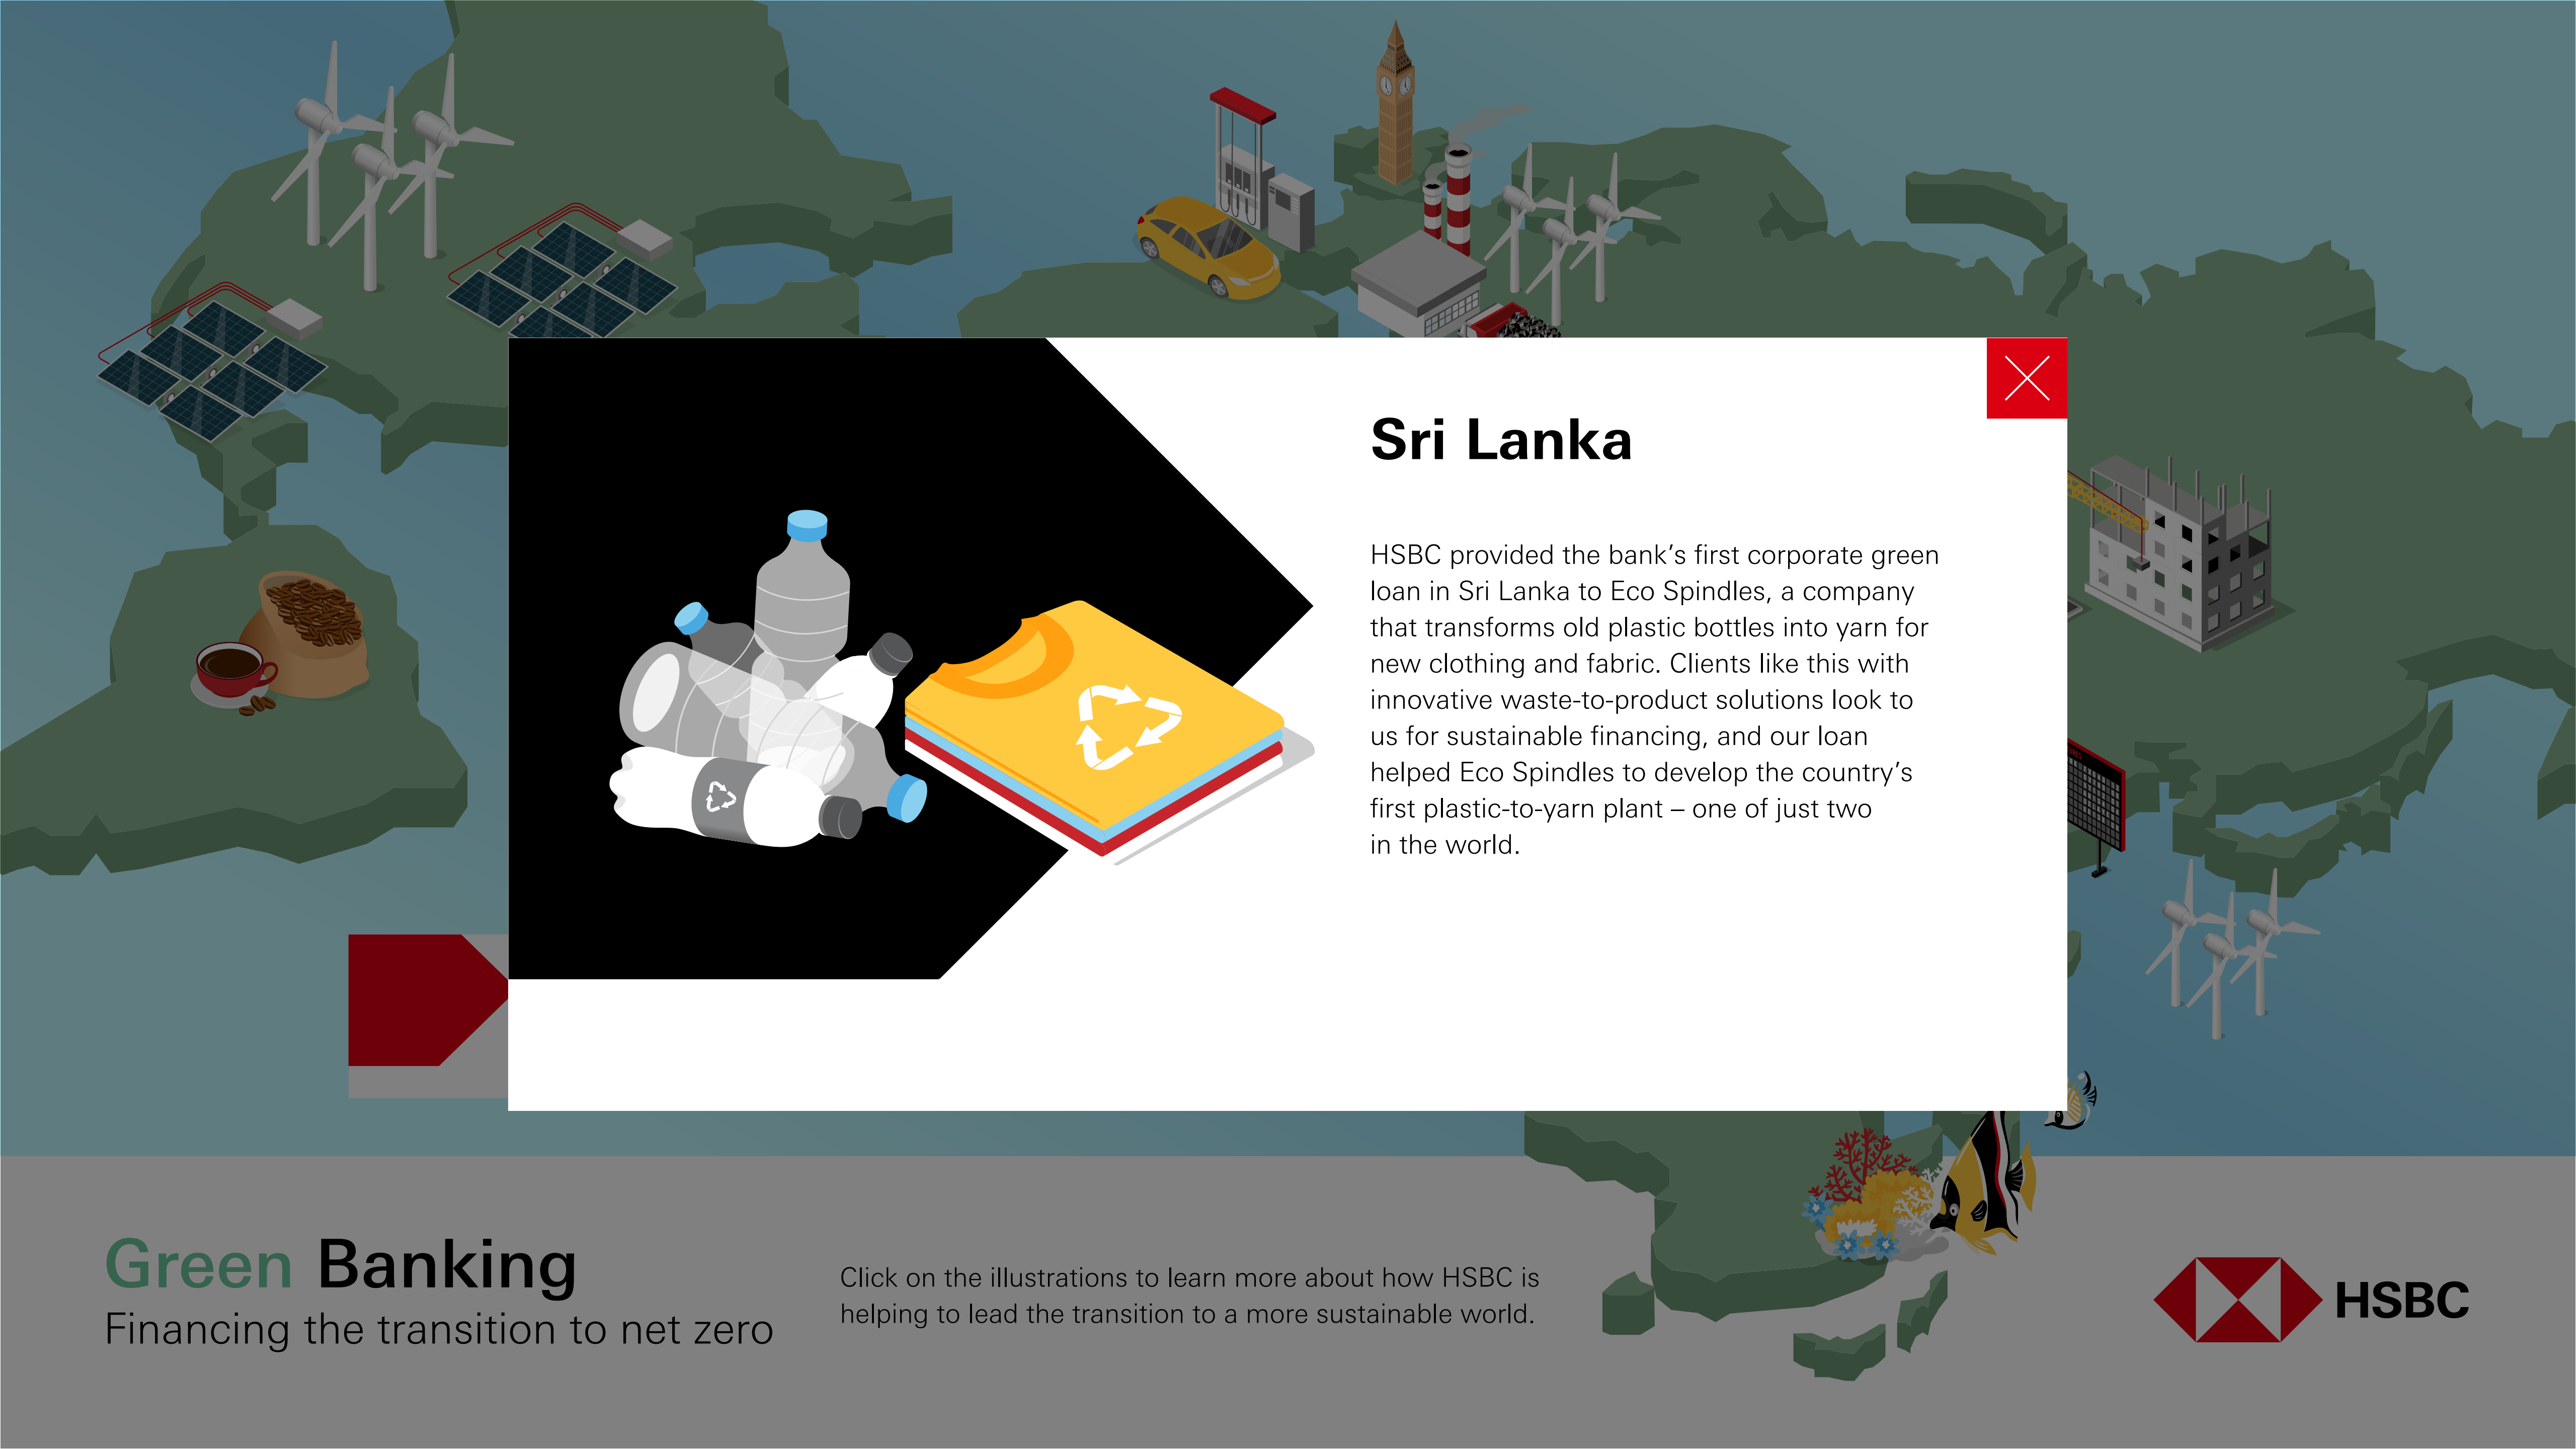 Sri Lanka
HSBC provided the bank’s first corporate green
loan in Sri Lanka to Eco Spindles, a company
that transforms old plastic bottles into yarn for
new clothing and fabric. Clients like this with
innovative waste-to-product solutions look to
us for sustainable financing, and our loan
helped Eco Spindles to develop the country’s
first plastic-to-yarn plant – one of just two
in the world.
Green Banking
Financing the transition to net zero
Click on the illustrations to learn more about how HSBC is
helping to lead the transition to a more sustainable world.
HSBC